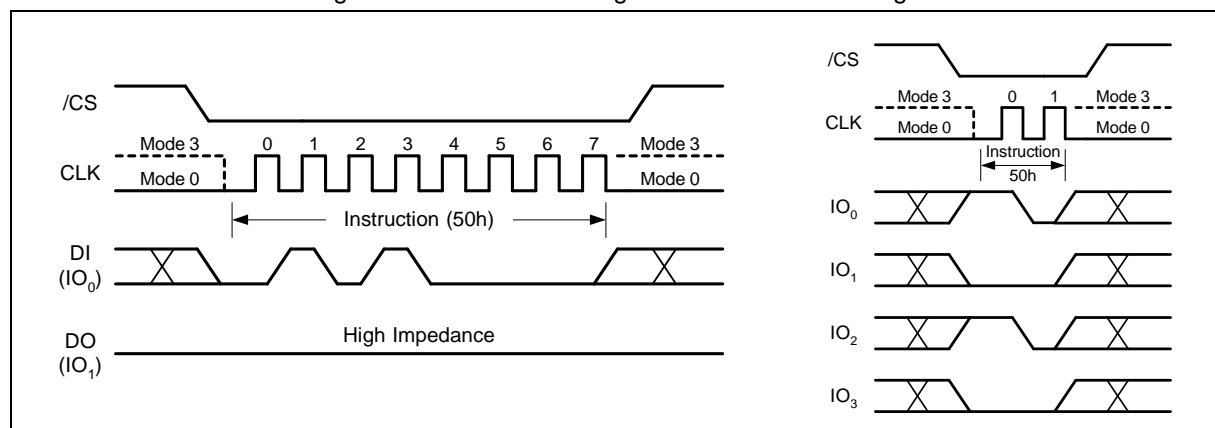 /CS
Mode 3 0 1 2 3 4 5 6 7 Mode 3
CLK
Mode 0 Mode 0
Instruction (50h)
DI
(IO0)
High Impedance
DO
(IO1)
/CS
Mode 3 0 1 Mode 3
CLK
Mode 0 Mode 0
Instruction
50h
IO0
IO1
IO2
IO3